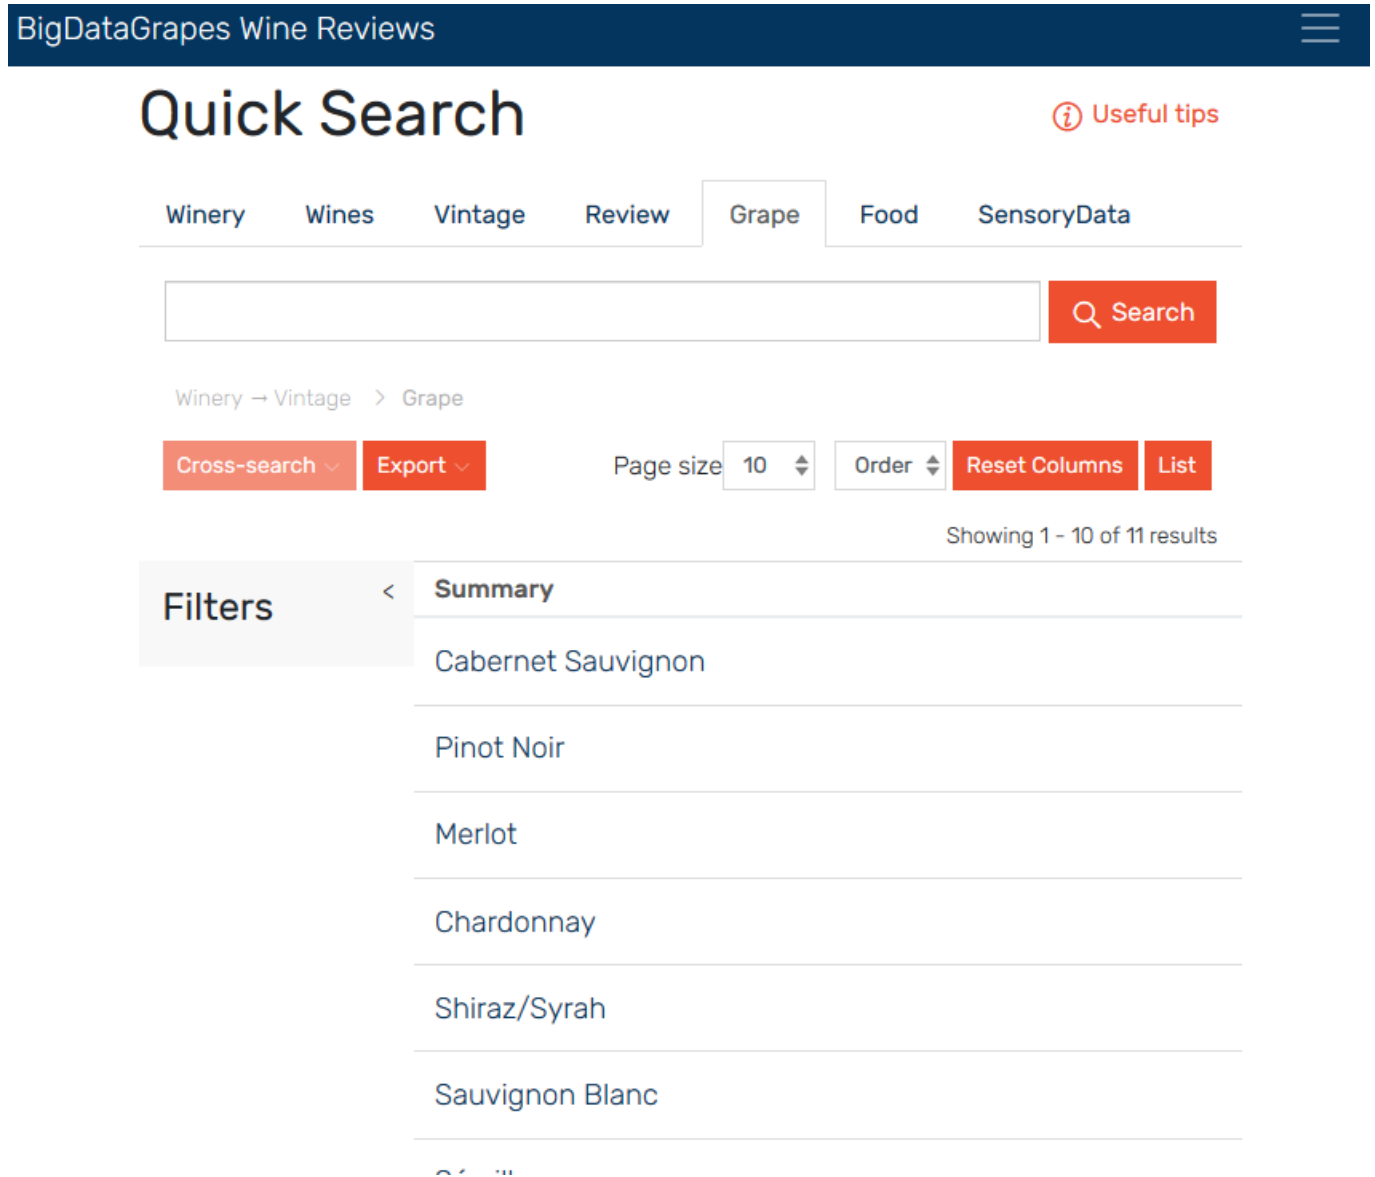 BigDataGrapes Wine Reviews
Quick Search
Useful tips
Winery Wines Vintage Review Grape Food SensoryData
Search
Winery → Vintage > Grape
Cross-search Export Page size 10 Order Reset Columns List
Showing 1 - 10 of 11 results
Filters < Summary
Cabernet Sauvignon
Pinot Noir
Merlot
Chardonnay
Shiraz/Syrah
Sauvignon Blanc